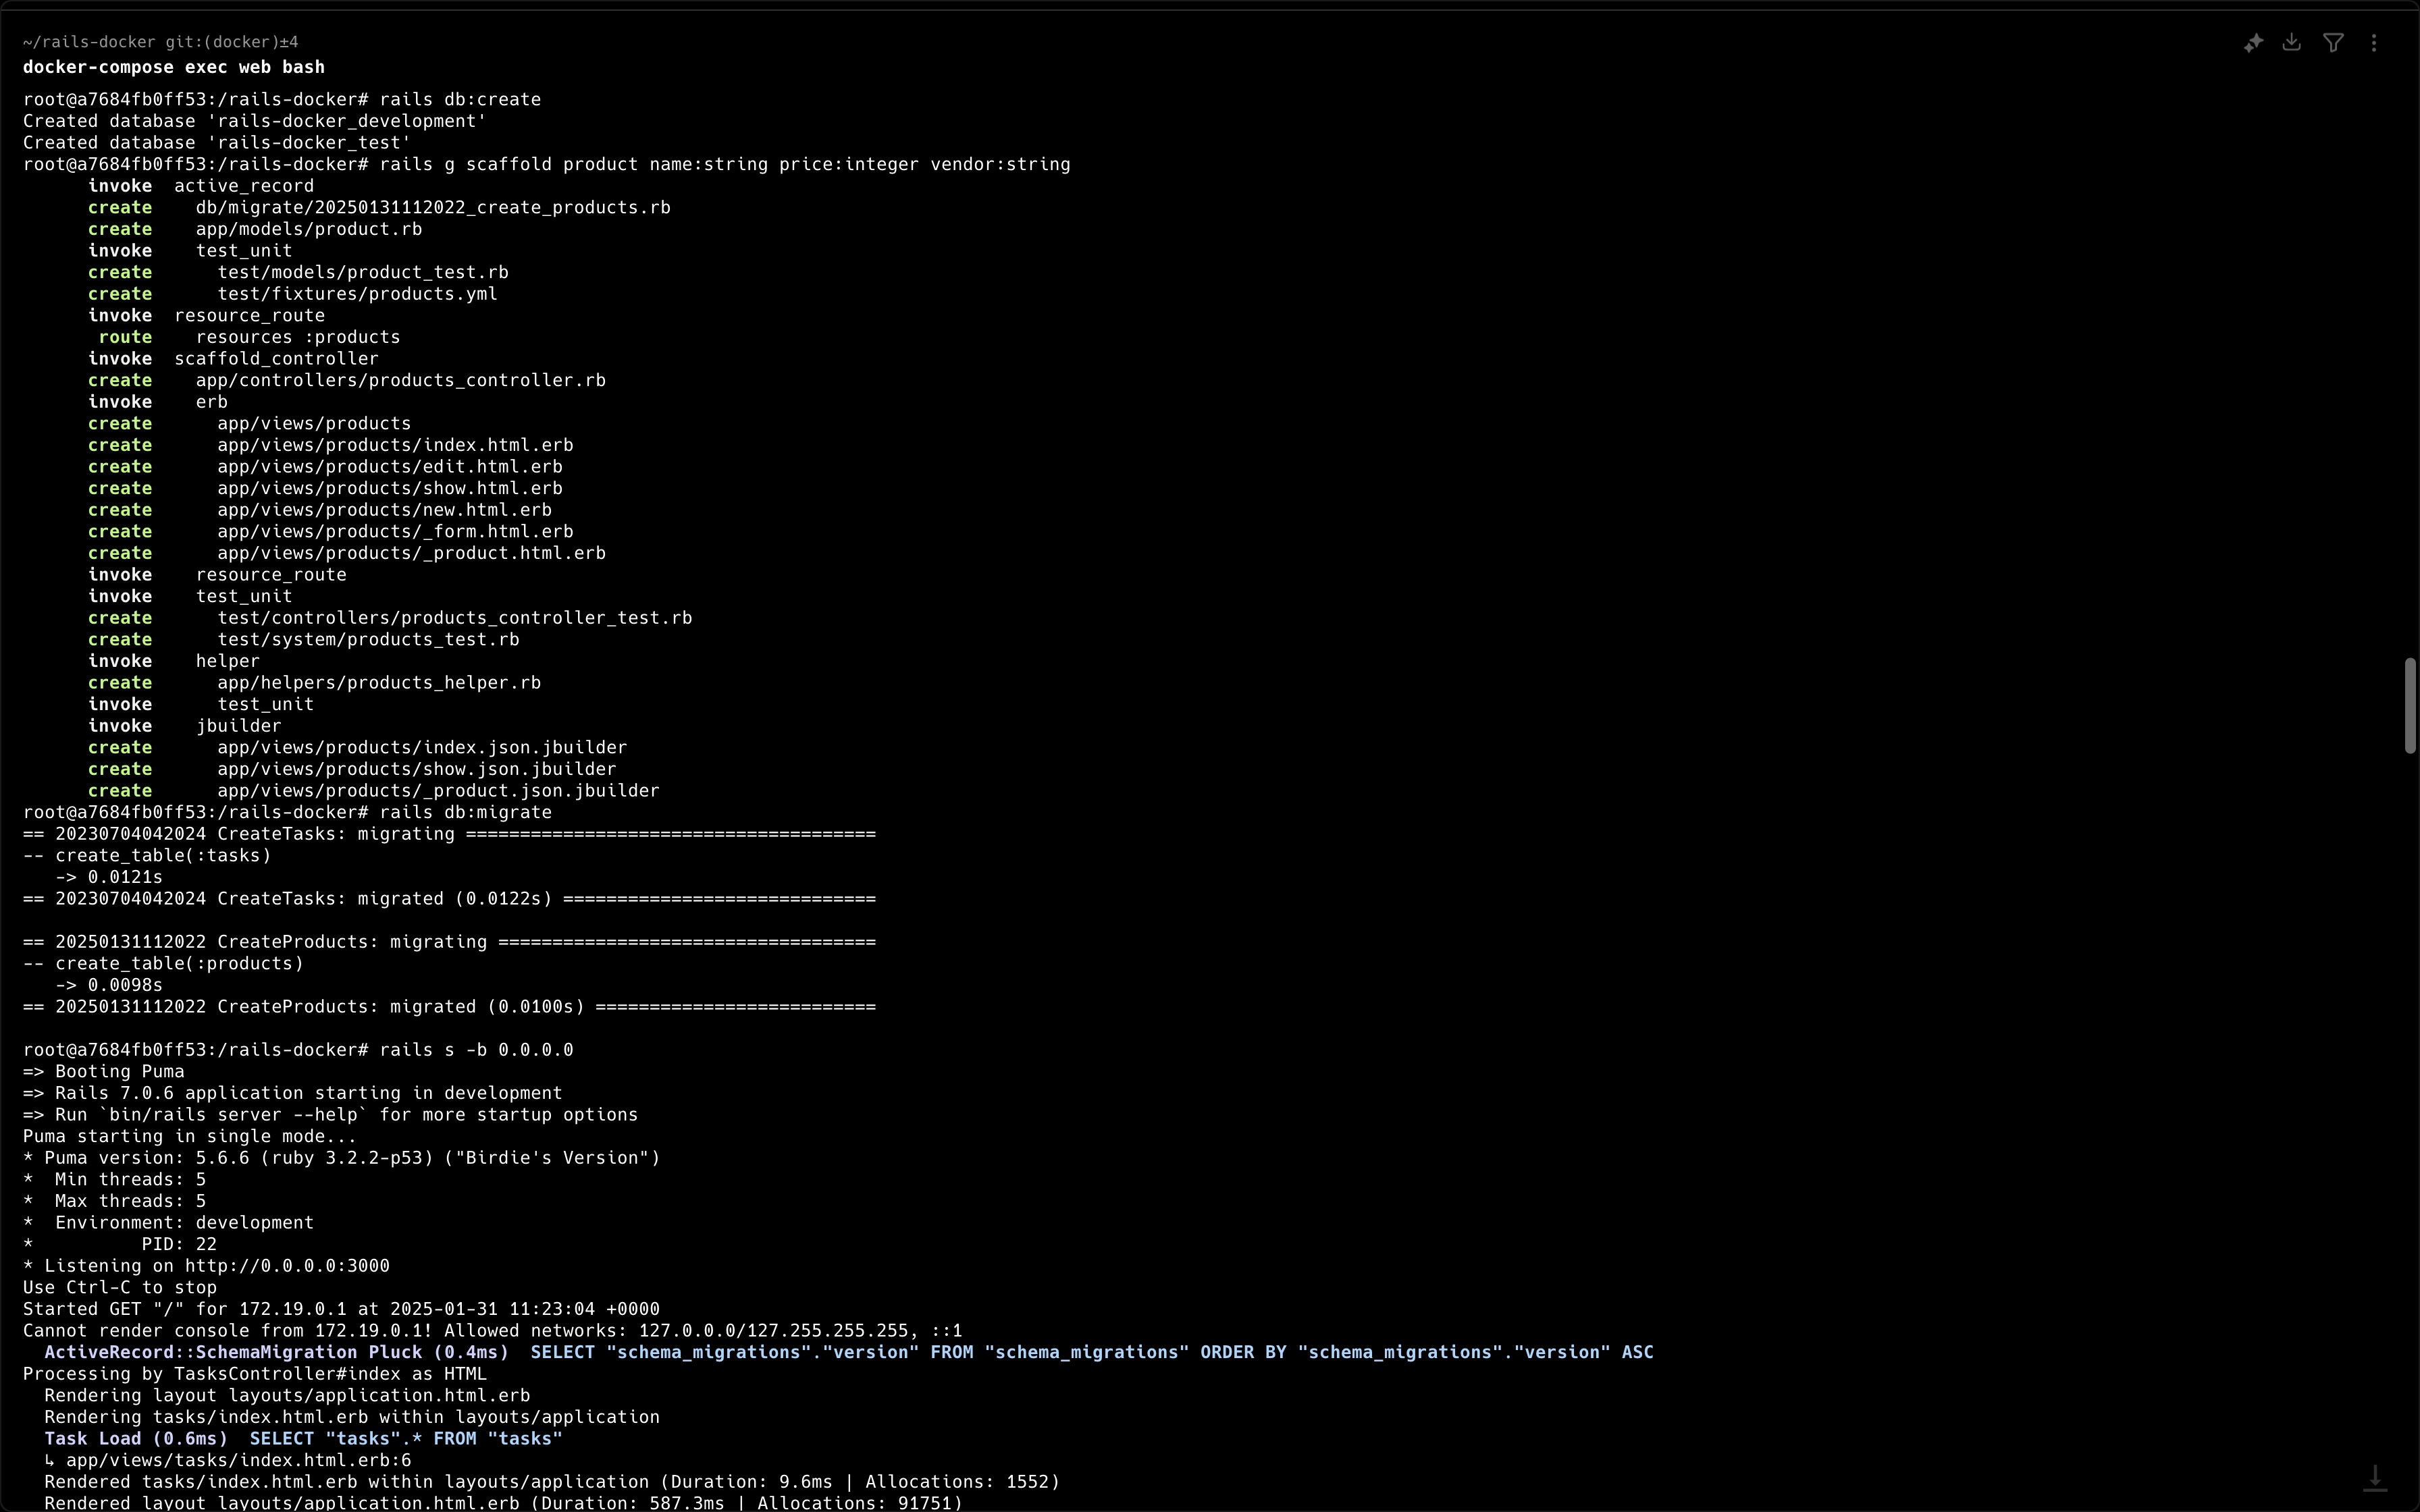 ~/rails-docker git:(docker)±4
docker-compose exec web bash
root@a7684fb0ff53:/rails-docker# rails db:create
Created database 'rails-docker_development'
Created database 'rails-docker_test'
root@a7684fb0ff53:/rails-docker# rails g scaffold product name:string price:integer vendor:string
      invoke  active_record
      create    db/migrate/20250131112022_create_products.rb
      create    app/models/product.rb
      invoke    test_unit
      create      test/models/product_test.rb
      create      test/fixtures/products.yml
      invoke  resource_route
       route    resources :products
      invoke  scaffold_controller
      create    app/controllers/products_controller.rb
      invoke    erb
      create      app/views/products
      create      app/views/products/index.html.erb
      create      app/views/products/edit.html.erb
      create      app/views/products/show.html.erb
      create      app/views/products/new.html.erb
      create      app/views/products/_form.html.erb
      create      app/views/products/_product.html.erb
      invoke    resource_route
      invoke    test_unit
      create      test/controllers/products_controller_test.rb
      create      test/system/products_test.rb
      invoke    helper
      create      app/helpers/products_helper.rb
      invoke      test_unit
      invoke    jbuilder
      create      app/views/products/index.json.jbuilder
      create      app/views/products/show.json.jbuilder
      create      app/views/products/_product.json.jbuilder
root@a7684fb0ff53:/rails-docker# rails db:migrate
== 20230704042024 CreateTasks: migrating ======================================
-- create_table(:tasks)
   -> 0.0121s
== 20230704042024 CreateTasks: migrated (0.0122s) =============================

== 20250131112022 CreateProducts: migrating ===================================
-- create_table(:products)
   -> 0.0098s
== 20250131112022 CreateProducts: migrated (0.0100s) ==========================

root@a7684fb0ff53:/rails-docker# rails s -b 0.0.0.0
=> Booting Puma
=> Rails 7.0.6 application starting in development
=> Run `bin/rails server --help` for more startup options
Puma starting in single mode...
* Puma version: 5.6.6 (ruby 3.2.2-p53) ("Birdie's Version")
*  Min threads: 5
*  Max threads: 5
*  Environment: development
*          PID: 22
* Listening on http://0.0.0.0:3000
Use Ctrl-C to stop
Started GET "/" for 172.19.0.1 at 2025-01-31 11:23:04 +0000
Cannot render console from 172.19.0.1! Allowed networks: 127.0.0.0/127.255.255.255, ::1
  ActiveRecord::SchemaMigration Pluck (0.4ms)  SELECT "schema_migrations"."version" FROM "schema_migrations" ORDER BY "schema_migrations"."version" ASC
Processing by TasksController#index as HTML
  Rendering layout layouts/application.html.erb
  Rendering tasks/index.html.erb within layouts/application
  Task Load (0.6ms)  SELECT "tasks".* FROM "tasks"
  ↳ app/views/tasks/index.html.erb:6
  Rendered tasks/index.html.erb within layouts/application (Duration: 9.6ms | Allocations: 1552)
  Rendered layout layouts/application.html.erb (Duration: 587.3ms | Allocations: 91751)